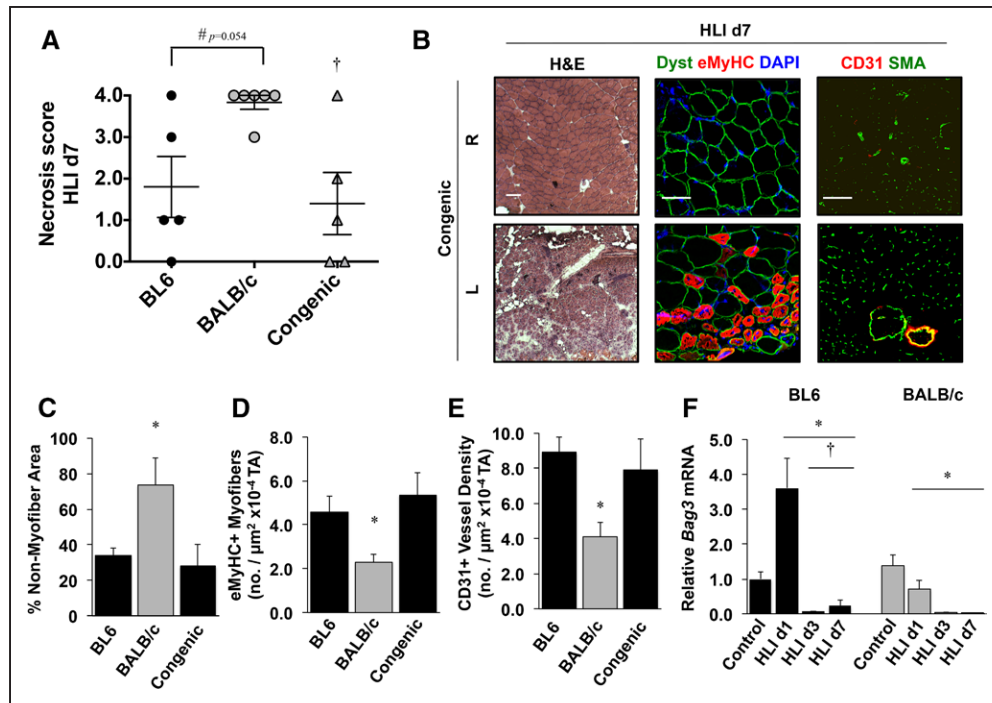 A
# p=0.054
†
Necrosis score
HLI d7
4.0
3.0
2.0
1.0
0.0
BL6
BALB/c
Congenic
B
HLI d7
H&E
Dyst eMyHC DAPI
CD31 SMA
Congenic
R
L
C
% Non-Myofiber Area
100
80
60
40
20
0
*
BL6
BALB/c
Congenic
D
eMyHC+ Myofibers
(no. / µm² x10⁻⁴ TA)
6.0
4.0
2.0
0.0
*
BL6
BALB/c
Congenic
E
CD31+ Vessel Density
(no. / µm² x10⁻⁴ TA)
10.0
8.0
6.0
4.0
2.0
0.0
*
BL6
BALB/c
Congenic
F
BL6
BALB/c
Relative Bag3 mRNA
5.0
4.0
3.0
2.0
1.0
0.0
*
†
*
Control
HLI d1
HLI d3
HLI d7
Control
HLI d1
HLI d3
HLI d7